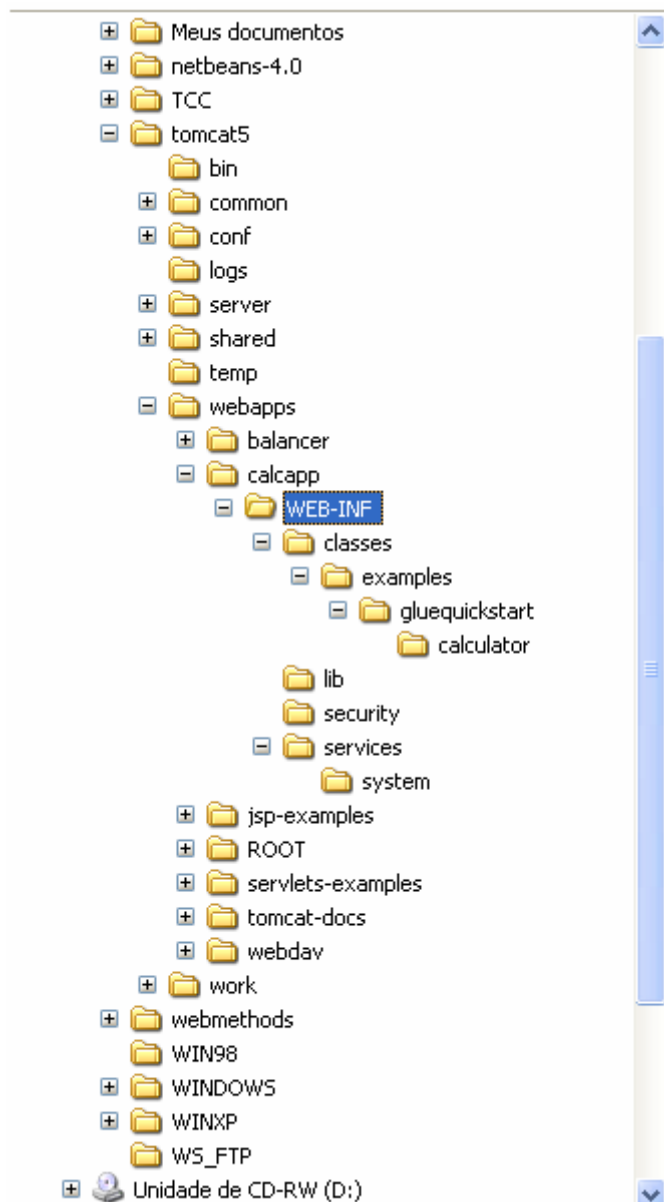 Meus documentos
netbeans-4.0
TCC
tomcat5
bin
common
conf
logs
server
shared
temp
webapps
balancer
calcapp
WEB-INF
classes
examples
gluequickstart
calculator
lib
security
services
system
jsp-examples
ROOT
servlets-examples
tomcat-docs
webdav
work
webmethods
WIN98
WINDOWS
WINXP
WS_FTP
Unidade de CD-RW (D:)